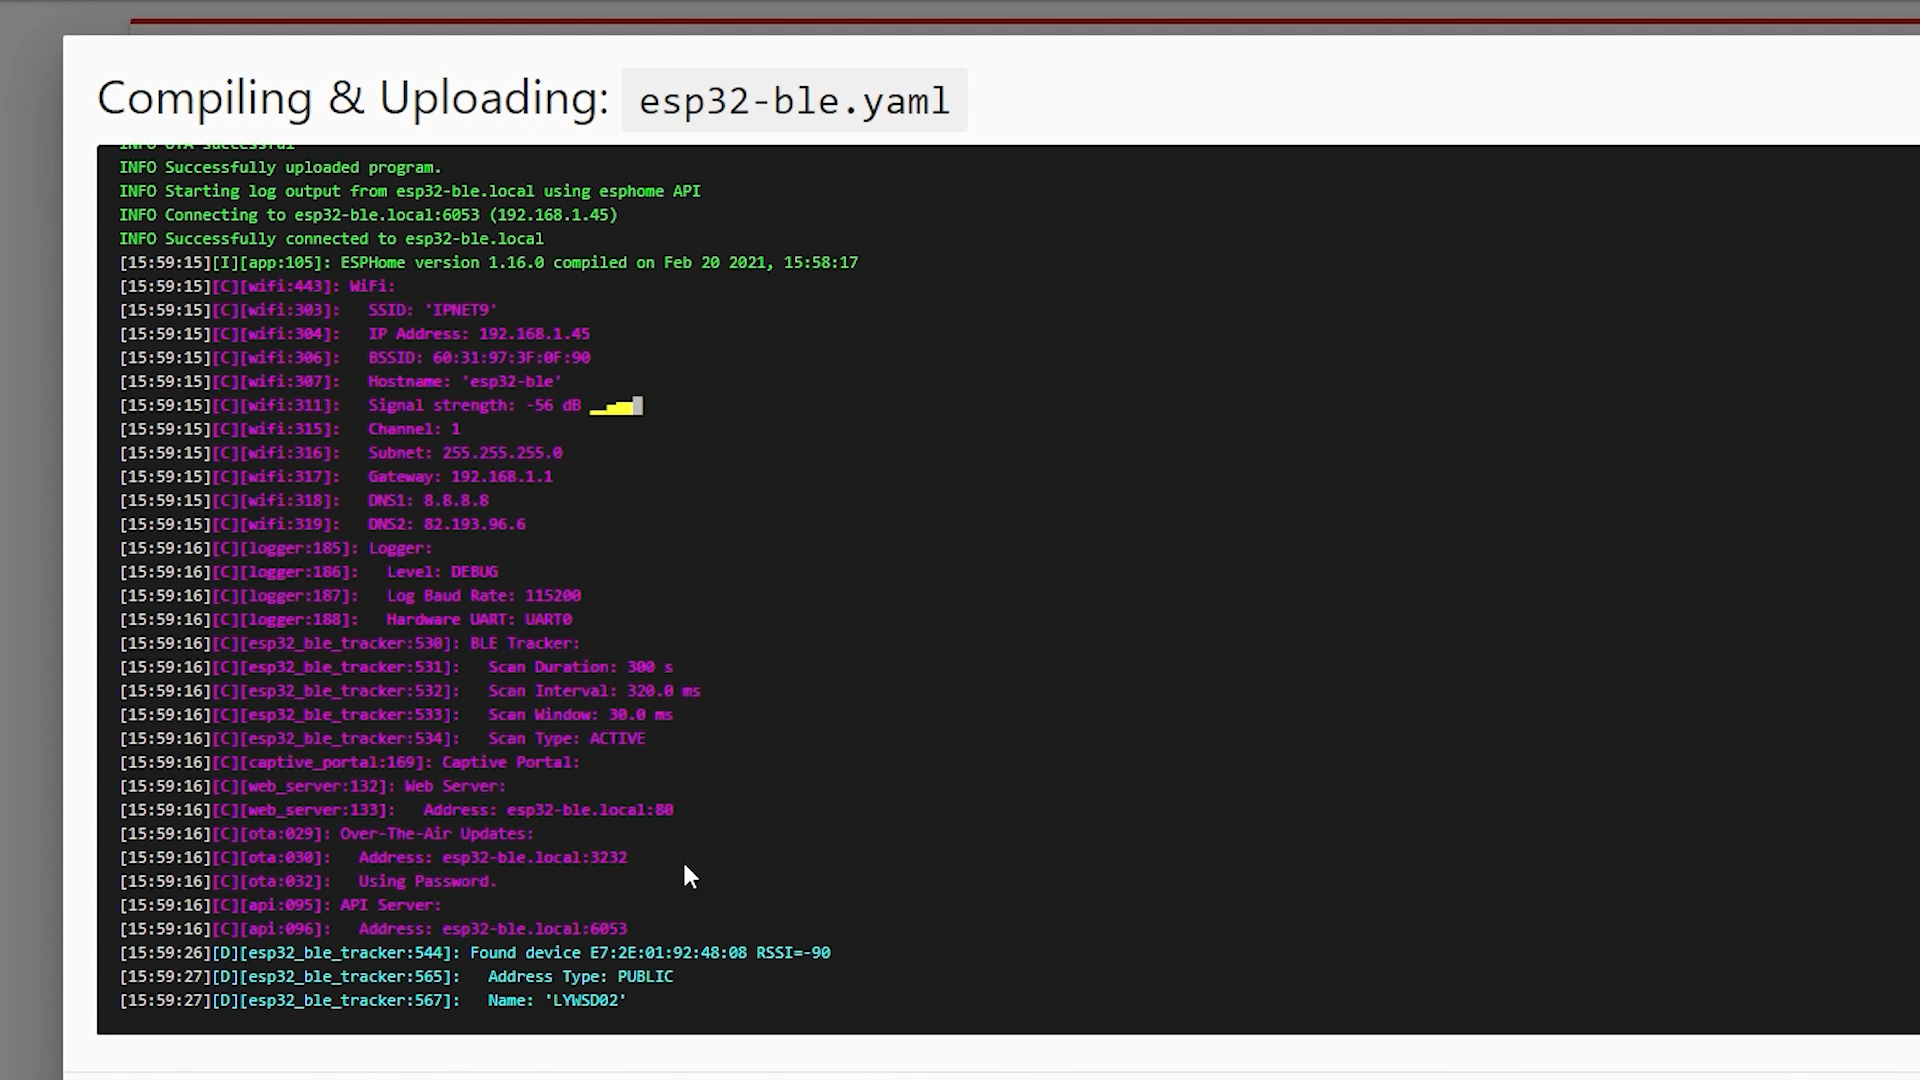 Compiling & Uploading: esp32-ble.yaml
INFO OTA successful
INFO Successfully uploaded program.
INFO Starting log output from esp32-ble.local using esphome API
INFO Connecting to esp32-ble.local:6053 (192.168.1.45)
INFO Successfully connected to esp32-ble.local
[15:59:15][I][app:105]: ESPHome version 1.16.0 compiled on Feb 20 2021, 15:58:17
[15:59:15][C][wifi:443]: WiFi:
[15:59:15][C][wifi:303]:   SSID: 'IPNET9'
[15:59:15][C][wifi:304]:   IP Address: 192.168.1.45
[15:59:15][C][wifi:306]:   BSSID: 60:31:97:3F:0F:90
[15:59:15][C][wifi:307]:   Hostname: 'esp32-ble'
[15:59:15][C][wifi:311]:   Signal strength: -56 dB
[15:59:15][C][wifi:315]:   Channel: 1
[15:59:15][C][wifi:316]:   Subnet: 255.255.255.0
[15:59:15][C][wifi:317]:   Gateway: 192.168.1.1
[15:59:15][C][wifi:318]:   DNS1: 8.8.8.8
[15:59:15][C][wifi:319]:   DNS2: 82.193.96.6
[15:59:16][C][logger:185]: Logger:
[15:59:16][C][logger:186]:   Level: DEBUG
[15:59:16][C][logger:187]:   Log Baud Rate: 115200
[15:59:16][C][logger:188]:   Hardware UART: UART0
[15:59:16][C][esp32_ble_tracker:530]: BLE Tracker:
[15:59:16][C][esp32_ble_tracker:531]:   Scan Duration: 300 s
[15:59:16][C][esp32_ble_tracker:532]:   Scan Interval: 320.0 ms
[15:59:16][C][esp32_ble_tracker:533]:   Scan Window: 30.0 ms
[15:59:16][C][esp32_ble_tracker:534]:   Scan Type: ACTIVE
[15:59:16][C][captive_portal:169]: Captive Portal:
[15:59:16][C][web_server:132]: Web Server:
[15:59:16][C][web_server:133]:   Address: esp32-ble.local:80
[15:59:16][C][ota:029]: Over-The-Air Updates:
[15:59:16][C][ota:030]:   Address: esp32-ble.local:3232
[15:59:16][C][ota:032]:   Using Password.
[15:59:16][C][api:095]: API Server:
[15:59:16][C][api:096]:   Address: esp32-ble.local:6053
[15:59:26][D][esp32_ble_tracker:544]: Found device E7:2E:01:92:48:08 RSSI=-90
[15:59:27][D][esp32_ble_tracker:565]:   Address Type: PUBLIC
[15:59:27][D][esp32_ble_tracker:567]:   Name: 'LYWSD02'